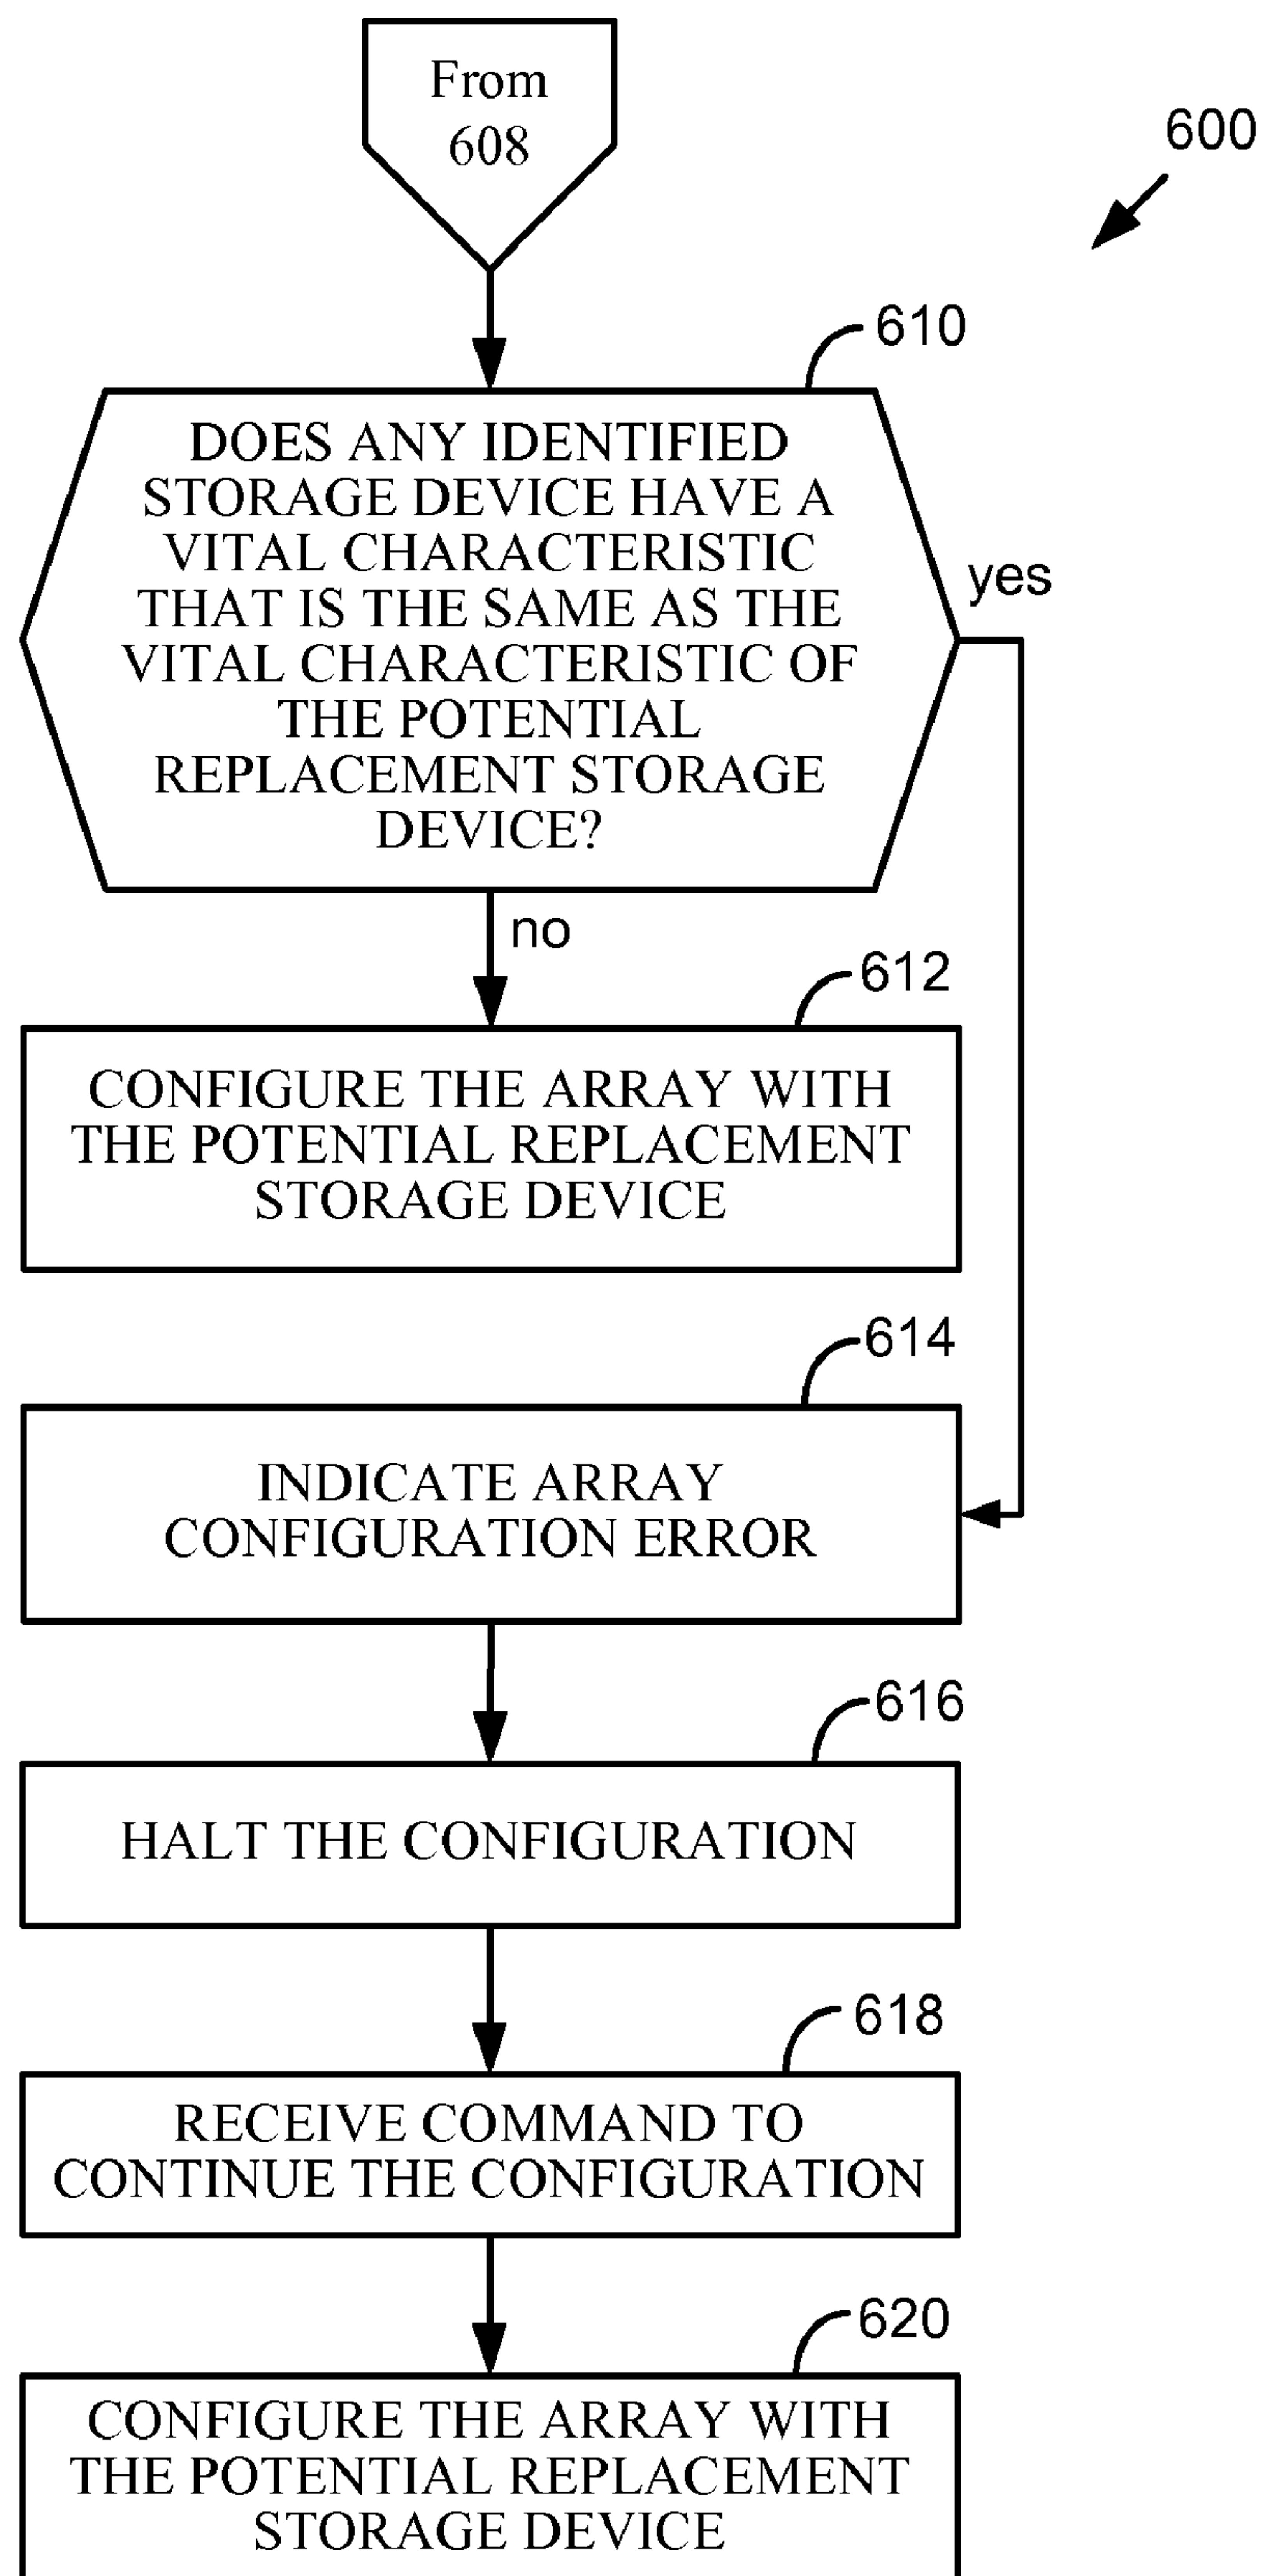 From
608
600
610
DOES ANY IDENTIFIED
STORAGE DEVICE HAVE A
VITAL CHARACTERISTIC
THAT IS THE SAME AS THE
VITAL CHARACTERISTIC OF
THE POTENTIAL
REPLACEMENT STORAGE
DEVICE?
yes
no
612
CONFIGURE THE ARRAY WITH
THE POTENTIAL REPLACEMENT
STORAGE DEVICE
614
INDICATE ARRAY
CONFIGURATION ERROR
616
HALT THE CONFIGURATION
618
RECEIVE COMMAND TO
CONTINUE THE CONFIGURATION
620
CONFIGURE THE ARRAY WITH
THE POTENTIAL REPLACEMENT
STORAGE DEVICE